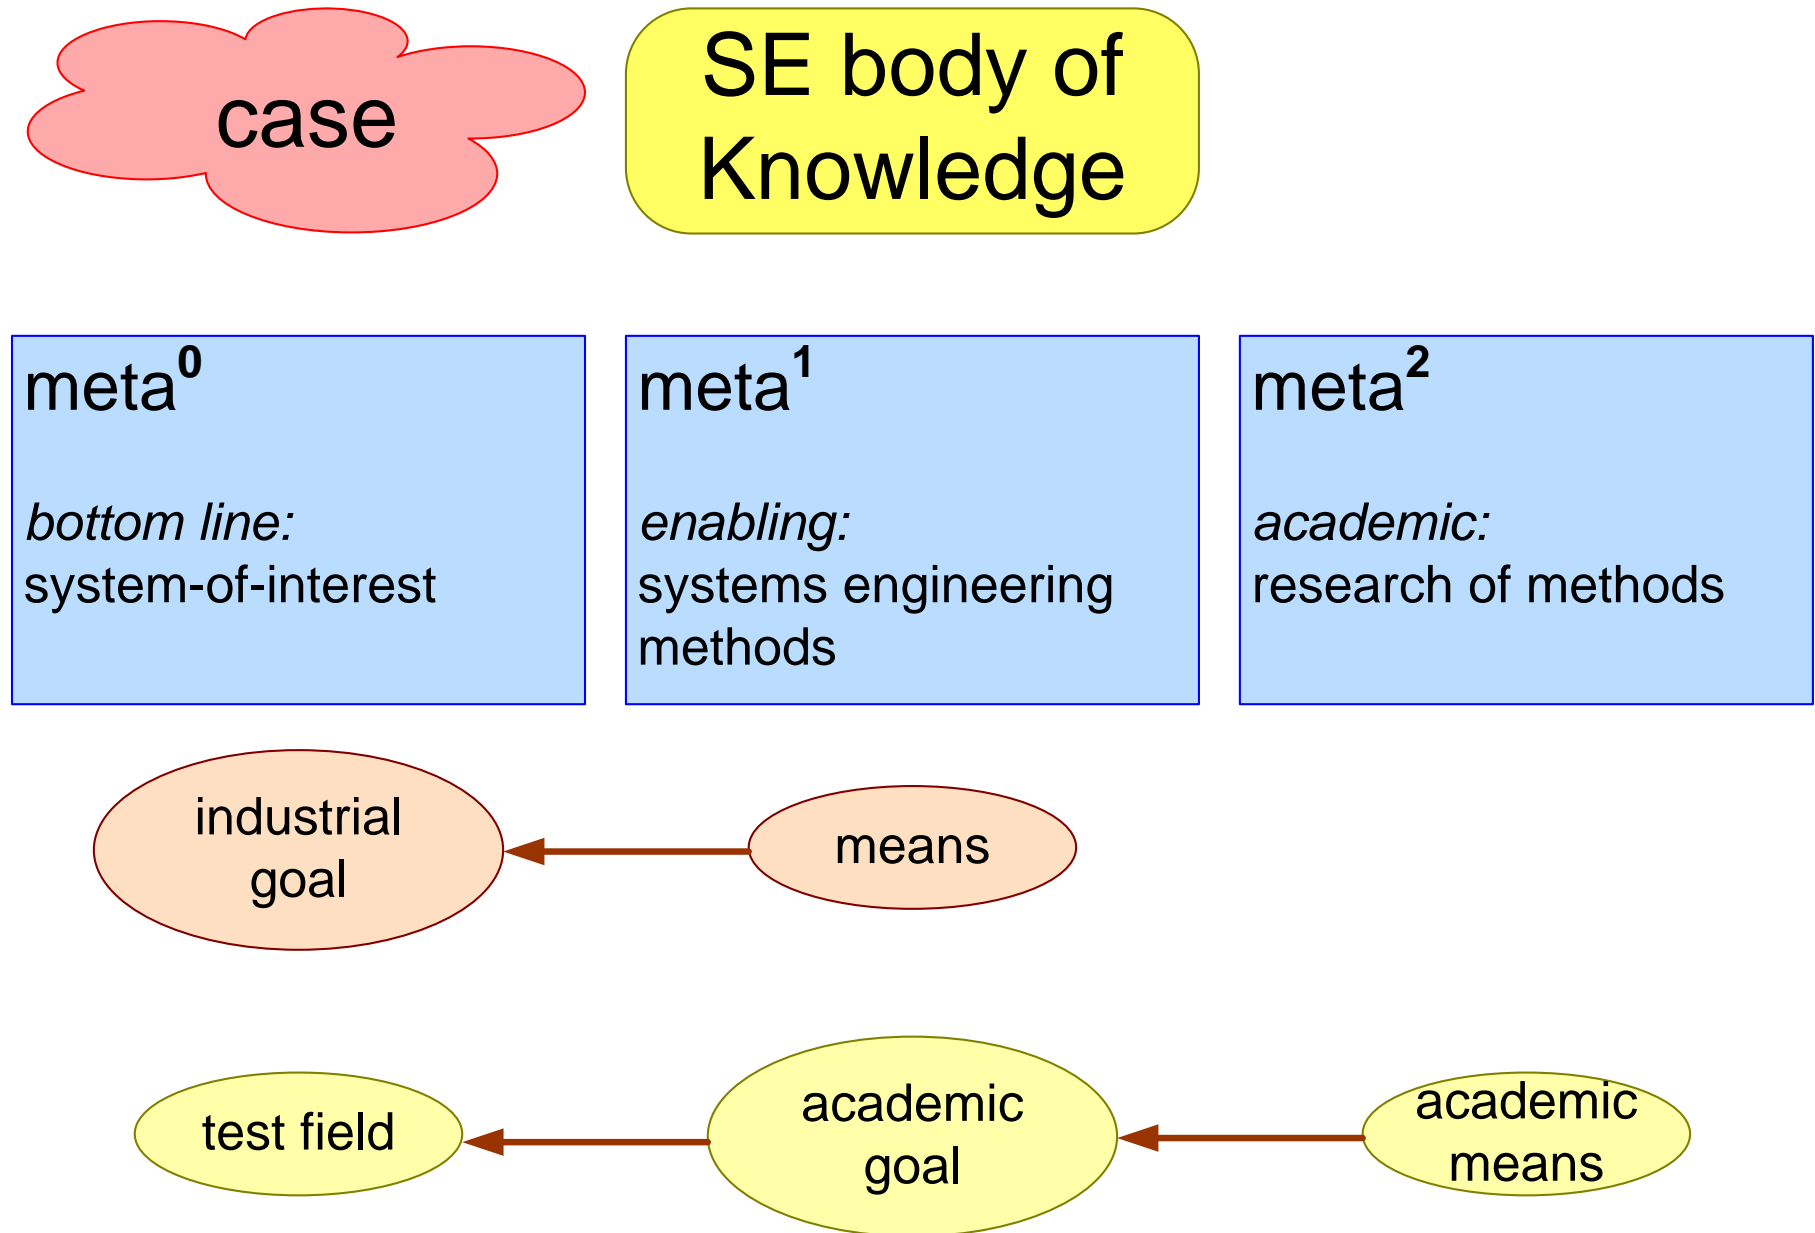 case
SE body of
Knowledge
meta⁰
bottom line:
system-of-interest
meta¹
enabling:
systems engineering
methods
meta²
academic:
research of methods
industrial
goal
means
test field
academic
goal
academic
means